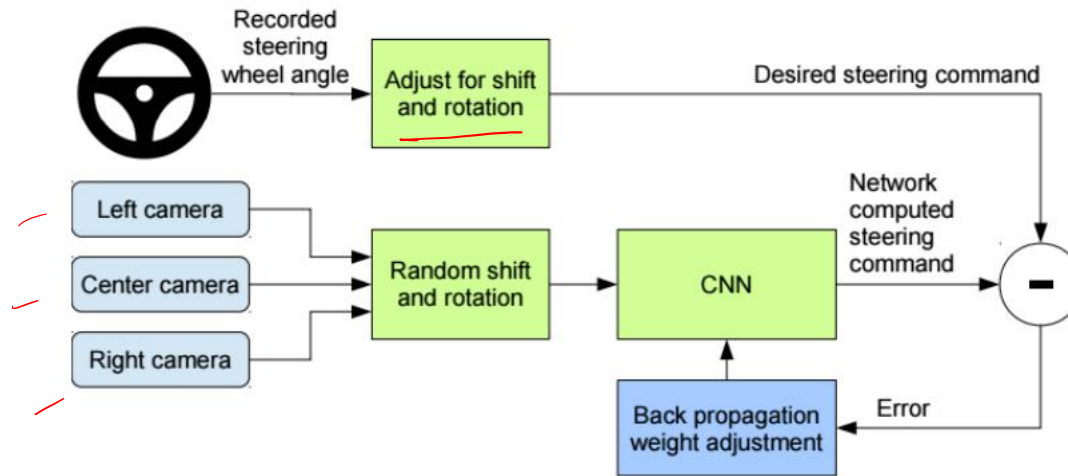 Recorded
steering
wheel angle
Adjust for shift
and rotation
Desired steering command
Left camera
Center camera
Right camera
Random shift
and rotation
CNN
Network
computed
steering
command
-
Back propagation
weight adjustment
Error